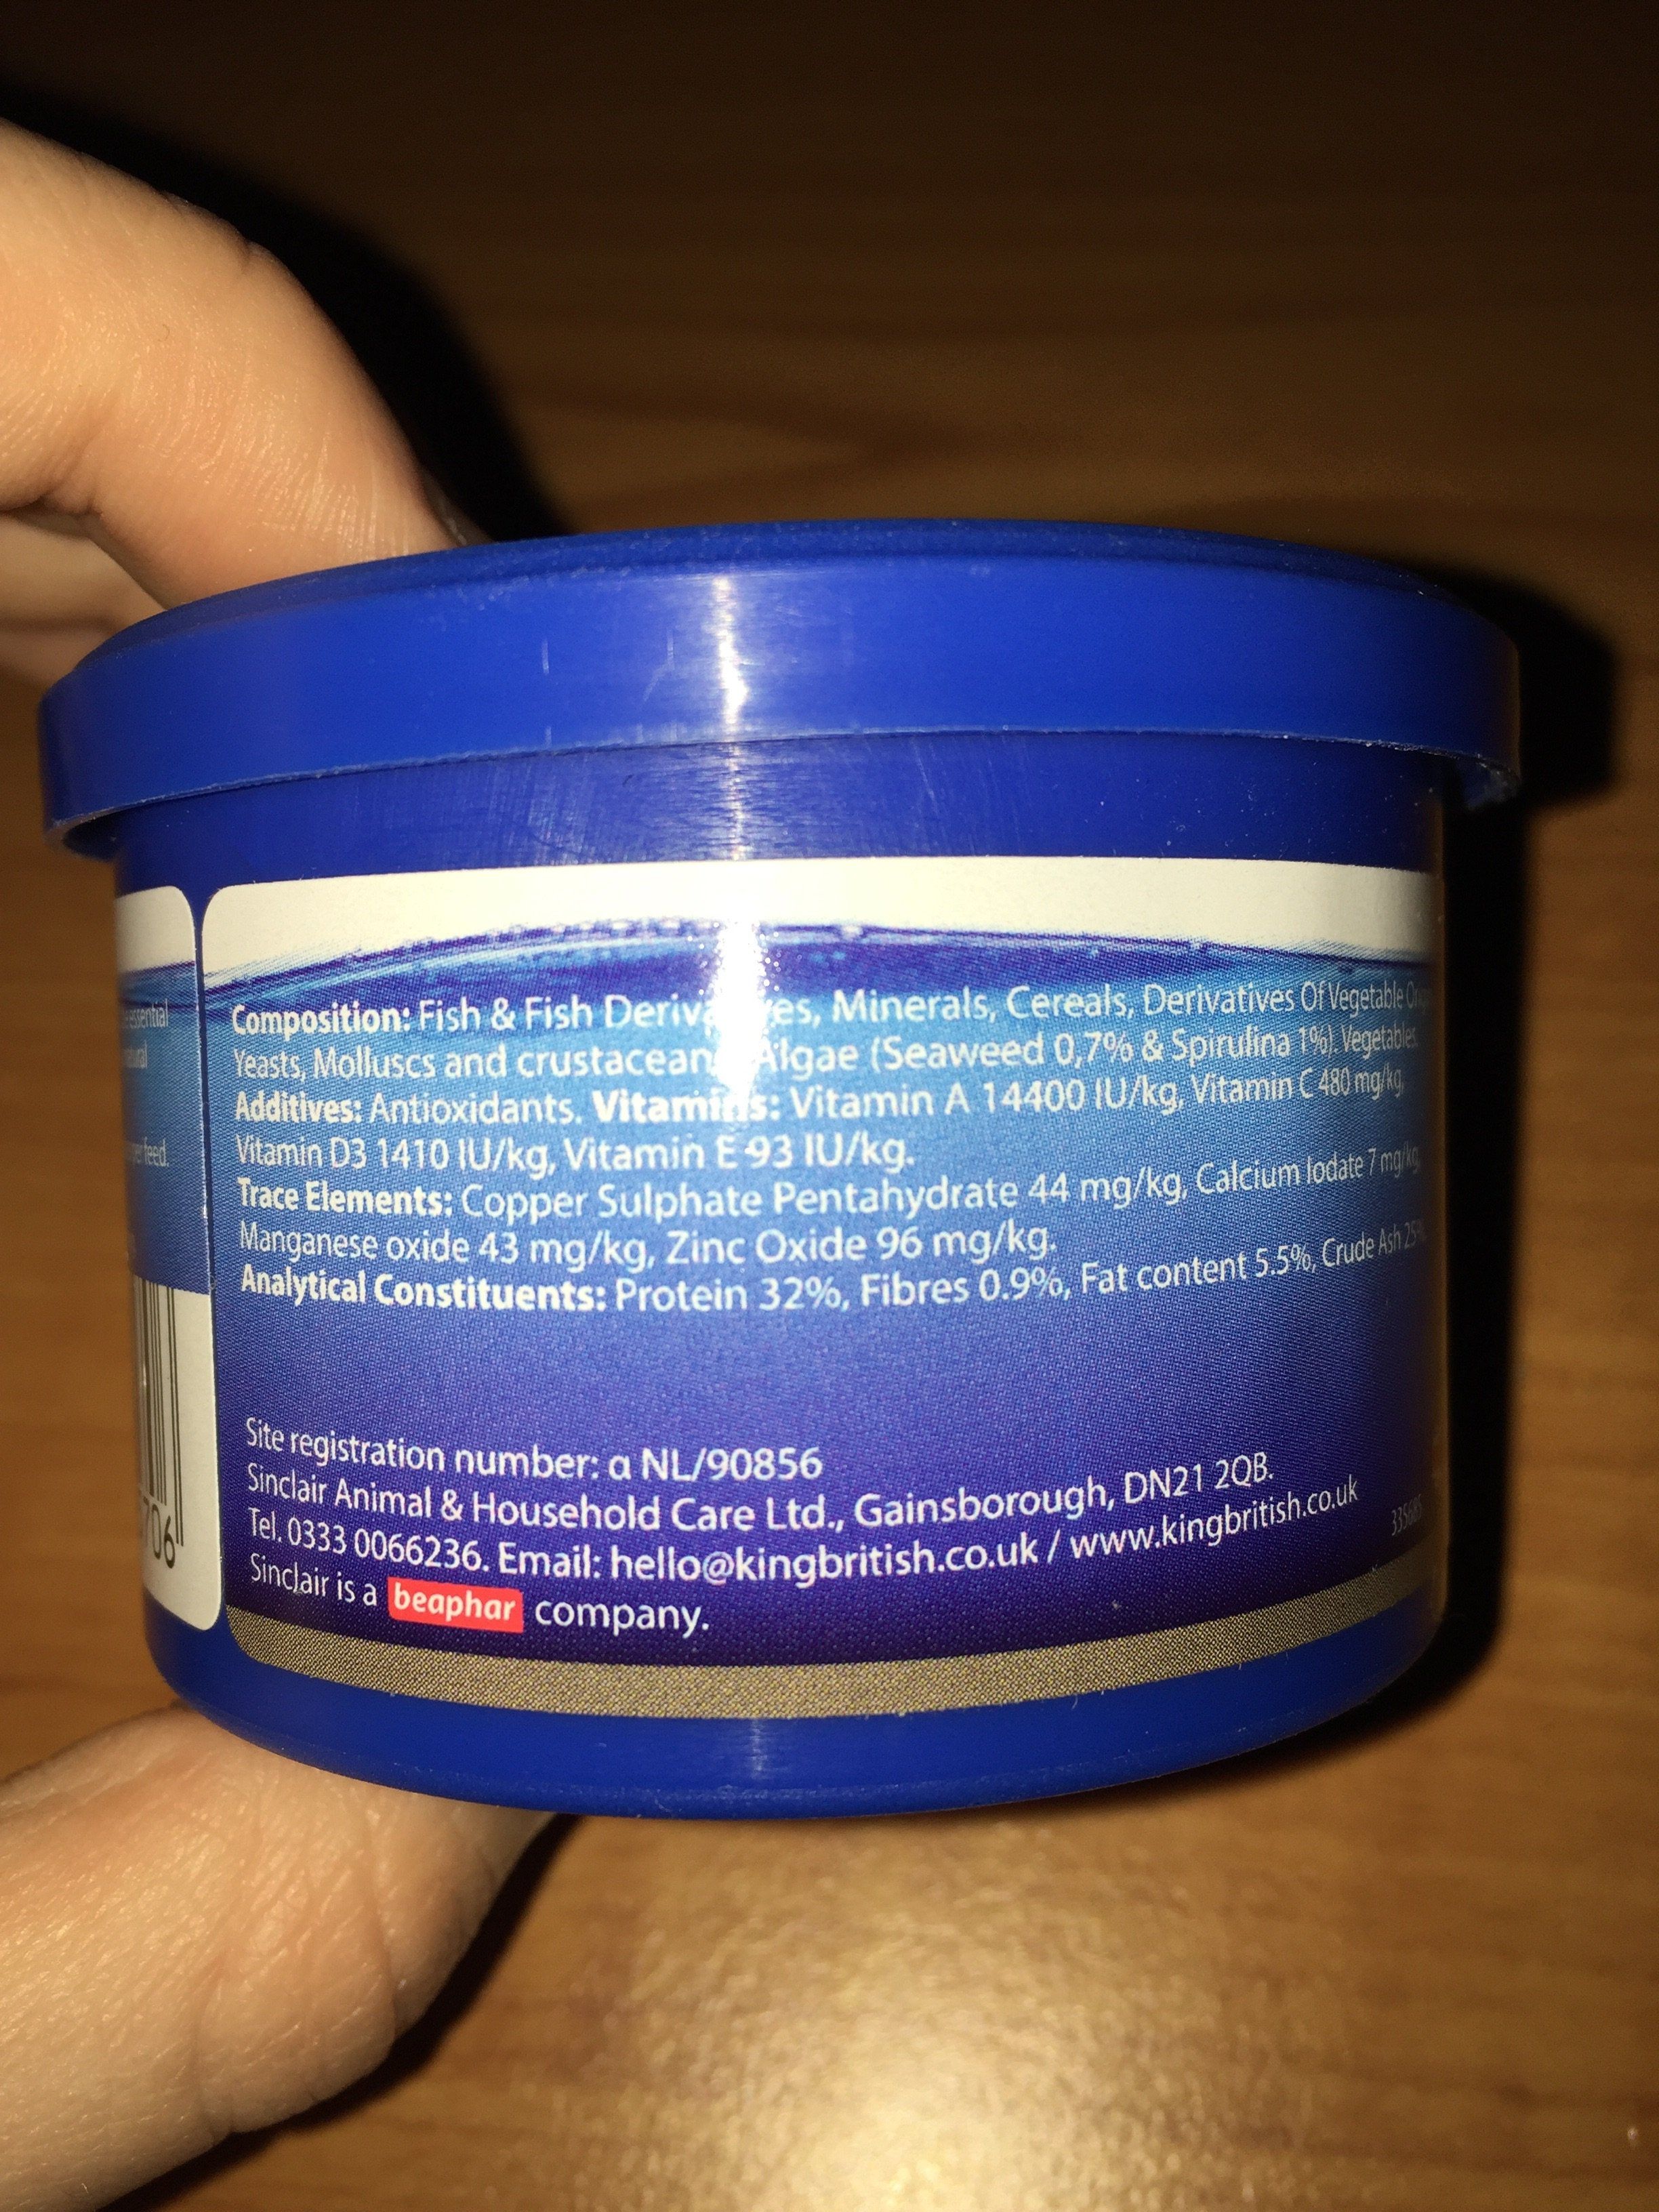 essential
natural
feed.
706
Composition: Fish & Fish Derivatives, Minerals, Cereals, Derivatives Of Vegetable
Yeasts, Molluscs and crustaceans, Algae (Seaweed 0,7% & Spirulina 1%). Vegetables.
Additives: Antioxidants. Vitamins: Vitamin A 14400 IU/kg, Vitamin C 480 mg/kg,
Vitamin D3 1410 IU/kg, Vitamin E 93 IU/kg.
Trace Elements: Copper Sulphate Pentahydrate 44 mg/kg, Calcium Iodate 7 mg/kg,
Manganese oxide 43 mg/kg, Zinc Oxide 96 mg/kg.
Analytical Constituents: Protein 32%, Fibres 0.9%, Fat content 5.5%, Crude Ash 25%,
Site registration number: α NL/90856
Sinclair Animal & Household Care Ltd., Gainsborough, DN21 2QB.
Tel. 0333 0066236. Email: hello@kingbritish.co.uk / www.kingbritish.co.uk
Sinclair is a beaphar company.